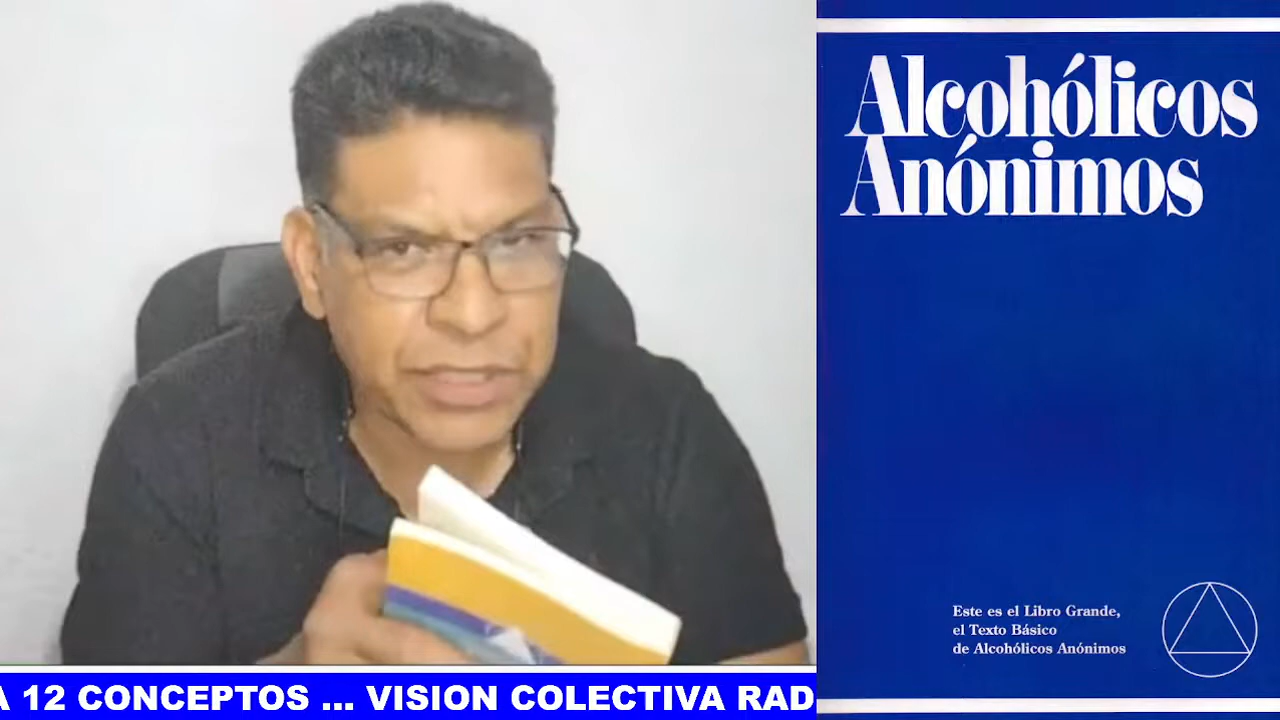 Alcohólicos
Anónimos
Este es el Libro Grande,
el Texto Básico
de Alcohólicos Anónimos
A 12 CONCEPTOS ... VISION COLECTIVA RAD